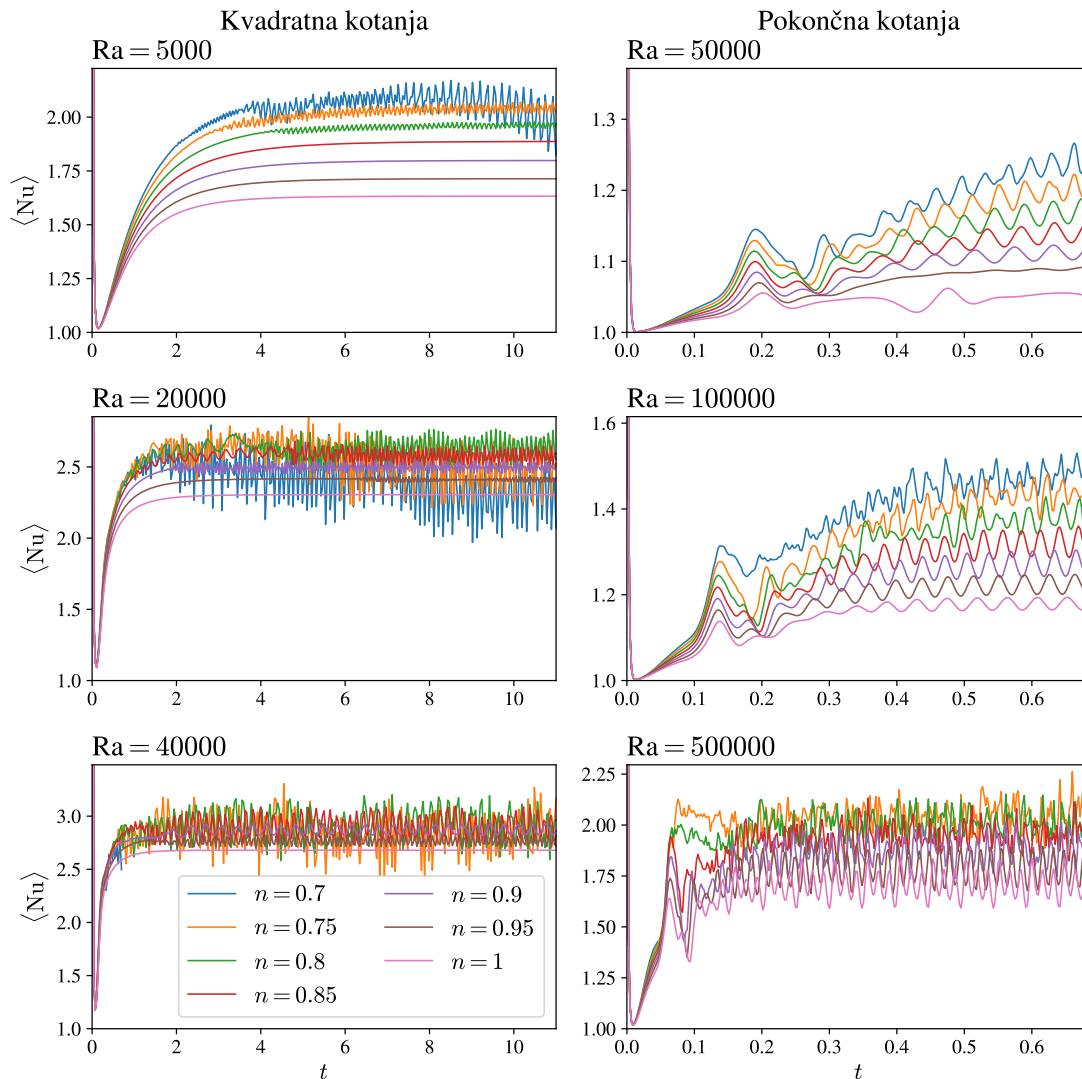 Kvadratna kotanja
Pokončna kotanja
Ra = 5000
Ra = 50000
⟨Nu⟩
2.00
1.75
1.50
1.25
1.00
0 2 4 6 8 10
1.3
1.2
1.1
1.0
0.0 0.1 0.2 0.3 0.4 0.5 0.6
Ra = 20000
Ra = 100000
⟨Nu⟩
2.5
2.0
1.5
1.0
0 2 4 6 8 10
1.6
1.4
1.2
1.0
0.0 0.1 0.2 0.3 0.4 0.5 0.6
Ra = 40000
Ra = 500000
⟨Nu⟩
3.0
2.5
2.0
1.5
1.0
0 2 4 6 8 10
t
n = 0.7
n = 0.75
n = 0.8
n = 0.85
n = 0.9
n = 0.95
n = 1
2.25
2.00
1.75
1.50
1.25
1.00
0.0 0.1 0.2 0.3 0.4 0.5 0.6
t